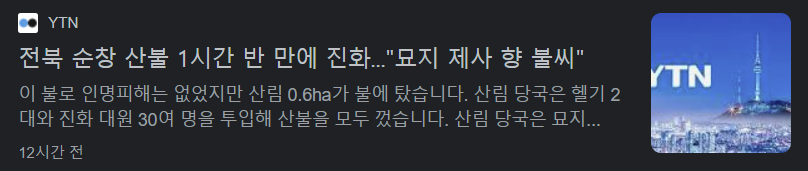 YTN
전북 순창 산불 1시간 반 만에 진화..."묘지 제사 향 불씨"
이 불로 인명피해는 없었지만 산림 0.6ha가 불에 탔습니다. 산림 당국은 헬기 2
대와 진화 대원 30여 명을 투입해 산불을 모두 껐습니다. 산림 당국은 묘지...
12시간 전
YTN